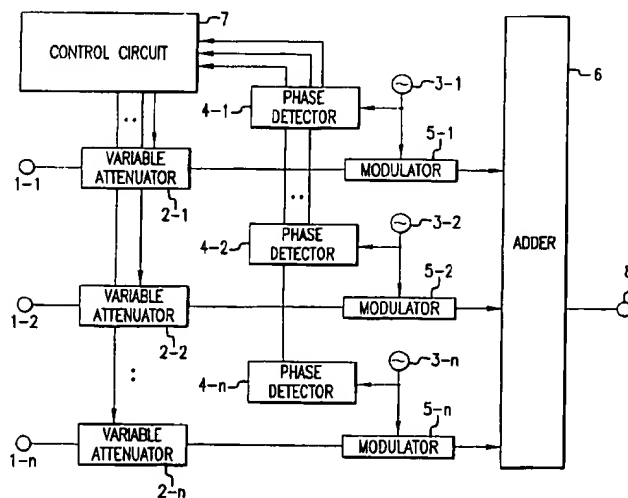 7
CONTROL CIRCUIT
6
3-1
4-1
PHASE
DETECTOR
5-1
1-1
VARIABLE
ATTENUATOR
MODULATOR
2-1
3-2
4-2
PHASE
DETECTOR
ADDER
5-2
8
1-2
VARIABLE
ATTENUATOR
MODULATOR
2-2
3-n
4-n
PHASE
DETECTOR
5-n
1-n
VARIABLE
ATTENUATOR
MODULATOR
2-n